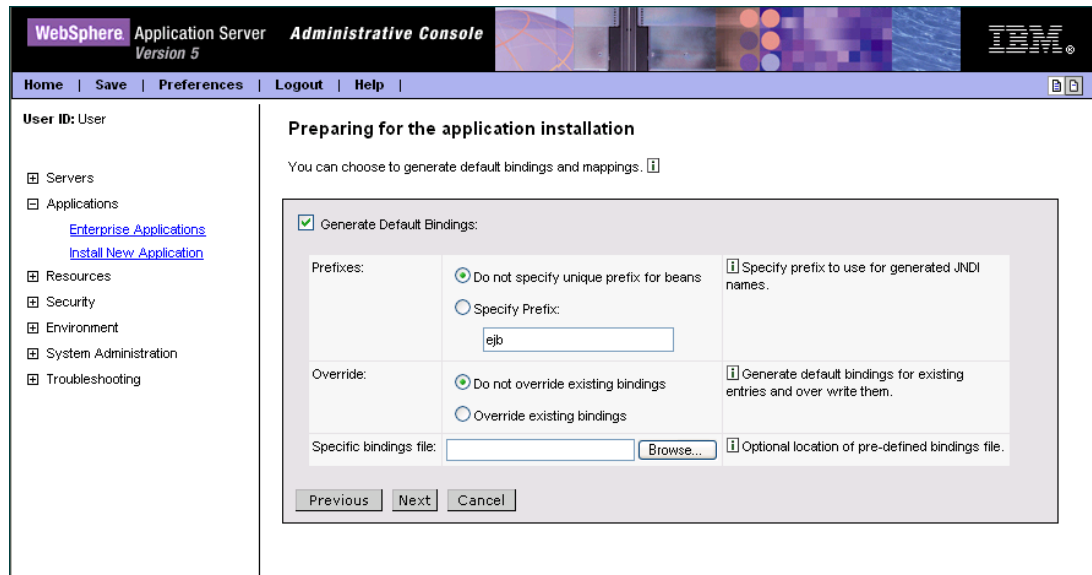 WebSphere Application Server Administrative Console
Version 5
IBM®
Home | Save | Preferences | Logout | Help |
User ID: User
Servers
Applications
Enterprise Applications
Install New Application
Resources
Security
Environment
System Administration
Troubleshooting
Preparing for the application installation
You can choose to generate default bindings and mappings. i
Generate Default Bindings:
Prefixes:
Do not specify unique prefix for beans
Specify Prefix:
ejb
i Specify prefix to use for generated JNDI
names.
Override:
Do not override existing bindings
Override existing bindings
i Generate default bindings for existing
entries and over write them.
Specific bindings file:
Browse...
i Optional location of pre-defined bindings file.
Previous Next Cancel